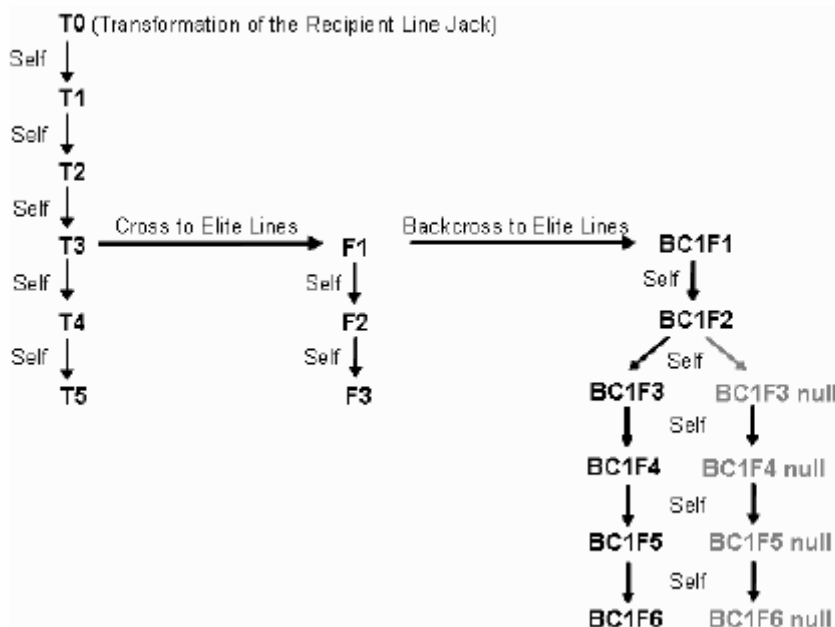 T0 (Transformation of the Recipient Line Jack)
Self
T1
Self
T2
Self
T3 Cross to Elite Lines F1 Backcross to Elite Lines BC1F1
Self Self Self
T4 F2 BC1F2
Self Self Self
T5 F3 BC1F3 BC1F3 null
Self
BC1F4 BC1F4 null
Self
BC1F5 BC1F5 null
Self
BC1F6 BC1F6 null